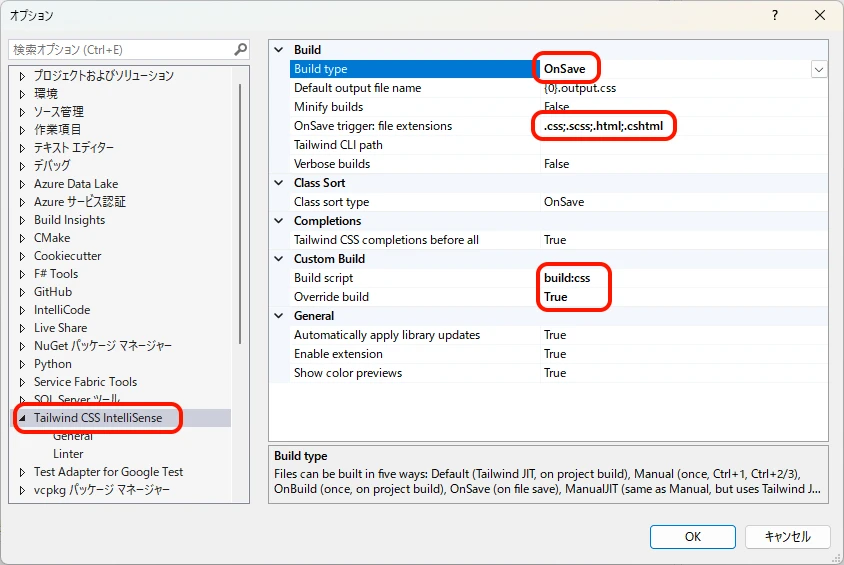 オプション
?
検索オプション (Ctrl+E)
プロジェクトおよびソリューション
環境
ソース管理
作業項目
テキスト エディター
デバッグ
Azure Data Lake
Azure サービス認証
Build Insights
CMake
Cookiecutter
F# Tools
GitHub
IntelliCode
Live Share
NuGet パッケージ マネージャー
Python
Service Fabric Tools
SQL Server ツール
Tailwind CSS IntelliSense
General
Linter
Test Adapter for Google Test
vcpkg パッケージ マネージャー
Build
Build type OnSave
Default output file name {0}.output.css
Minify builds False
OnSave trigger: file extensions .css;.scss;.html;.cshtml
Tailwind CLI path
Verbose builds False
Class Sort
Class sort type OnSave
Completions
Tailwind CSS completions before all True
Custom Build
Build script build:css
Override build True
General
Automatically apply library updates True
Enable extension True
Show color previews True
Build type
Files can be built in five ways: Default (Tailwind JIT, on project build), Manual (once, Ctrl+1, Ctrl+2/3),
OnBuild (once, on project build), OnSave (on file save), ManualJIT (same as Manual, but uses Tailwind J...
OK
キャンセル